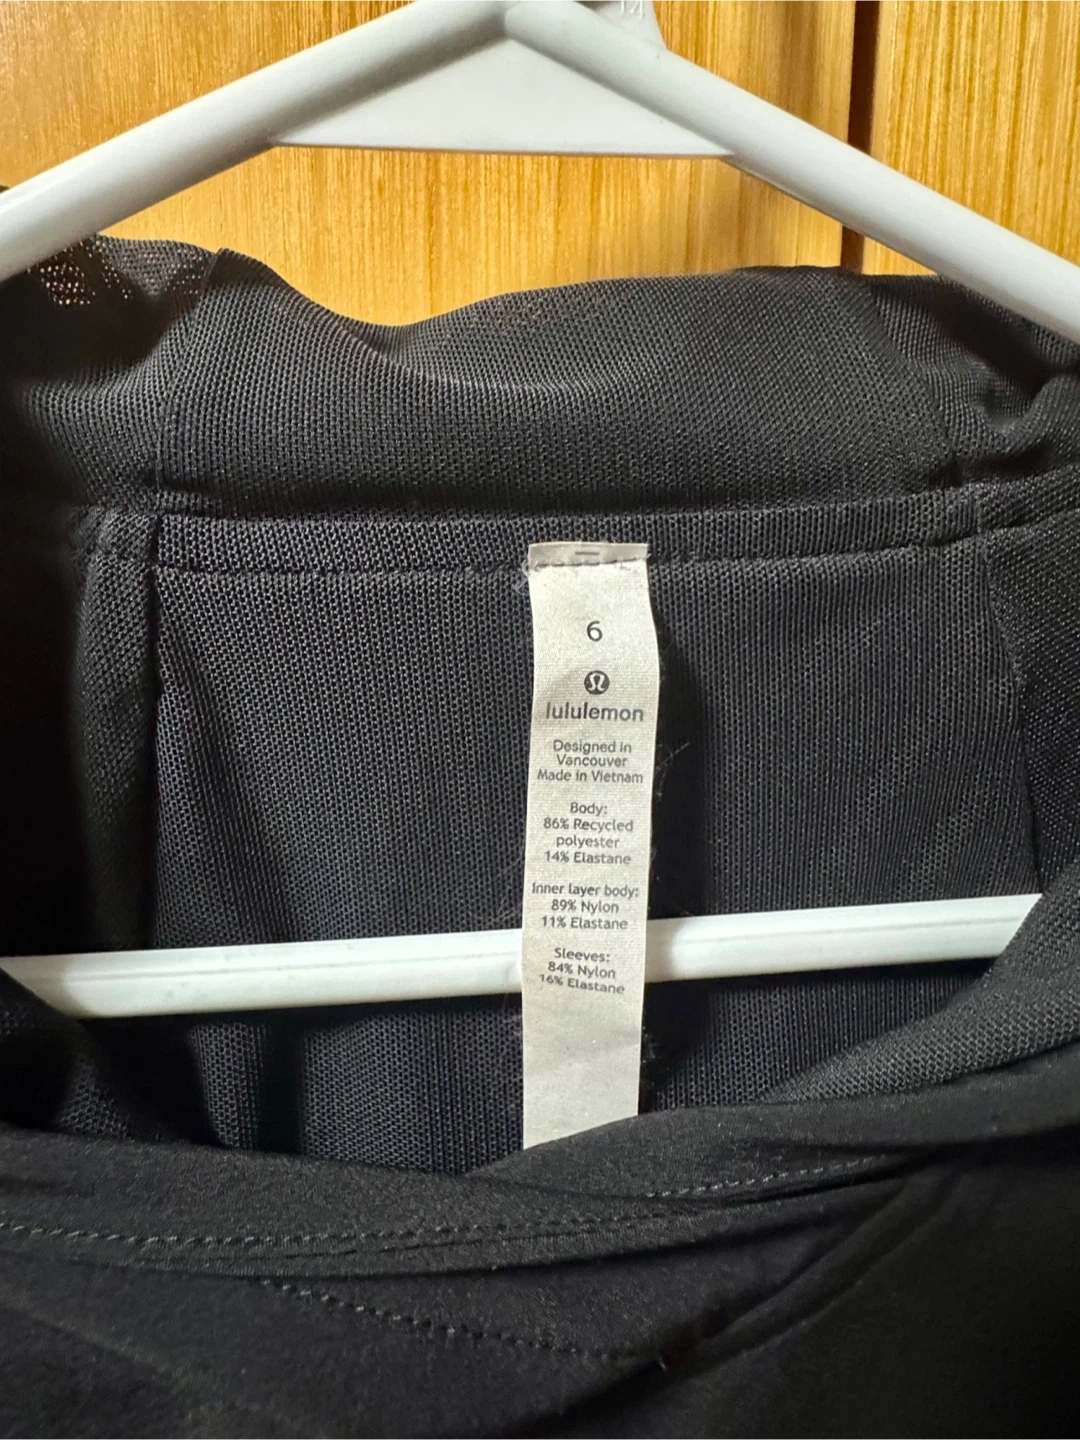 14
6
lululemon
Designed in
Vancouver
Made in Vietnam
Body:
86% Recycled
polyester
14% Elastane
Inner layer body:
89% Nylon
11% Elastane
Sleeves:
84% Nylon
16% Elastane